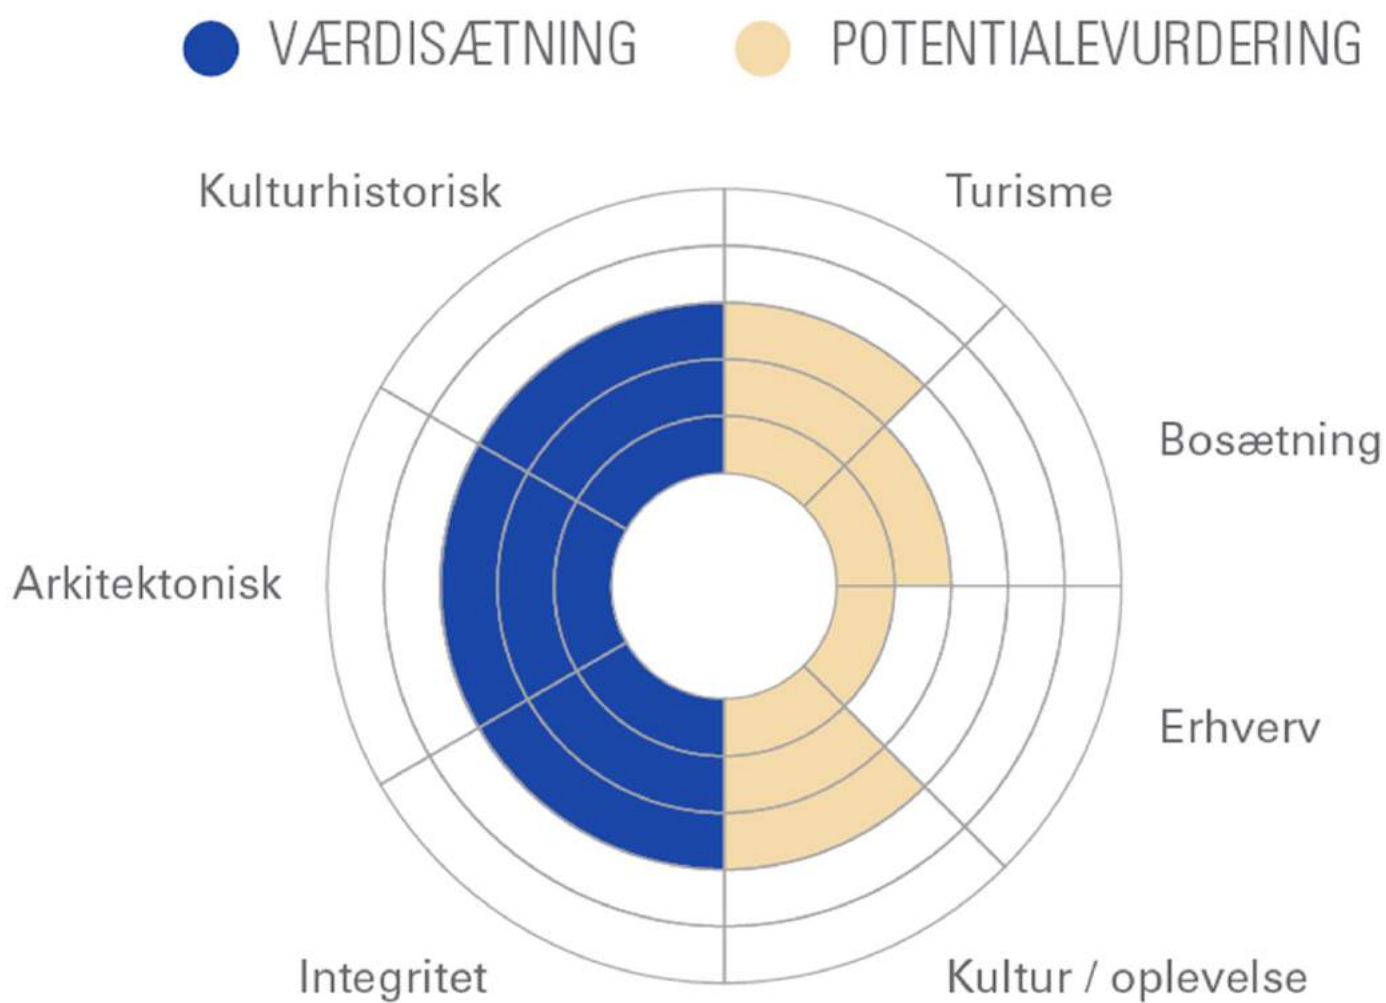 VÆRDISÆTNING
POTENTIALEVURDERING
Kulturhistorisk
Turisme
Bosætning
Arkitektonisk
Erhverv
Integritet
Kultur / oplevelse